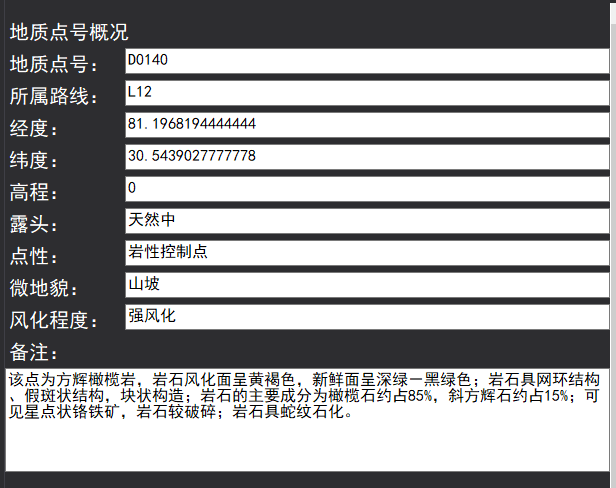 地质点号概况
地质点号： D0140
所属路线： L12
经度： 81.1968194444444
纬度： 30.5439027777778
高程： 0
露头： 天然中
点性： 岩性控制点
微地貌： 山坡
风化程度： 强风化
备注：
该点为方辉橄榄岩，岩石风化面呈黄褐色，新鲜面呈深绿－黑绿色；岩石具网环结构
、假斑状结构，块状构造；岩石的主要成分为橄榄石约占85%，斜方辉石约占15%；可
见星点状铬铁矿，岩石较破碎；岩石具蛇纹石化。